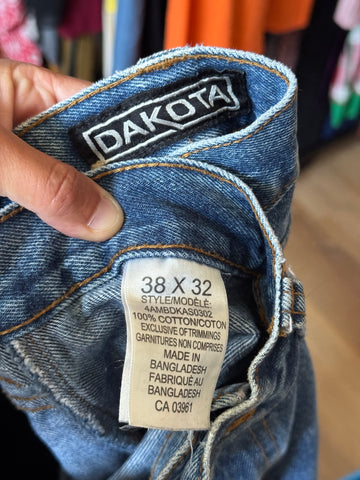 DAKOTA
38 X 32
STYLE/MODÈLE:
4AMBDKAS0302
100% COTTON/COTON
EXCLUSIVE OF TRIMMINGS
GARNITURES NON COMPRISES
MADE IN
BANGLADESH
FABRIQUÉ AU
BANGLADESH
CA 03961